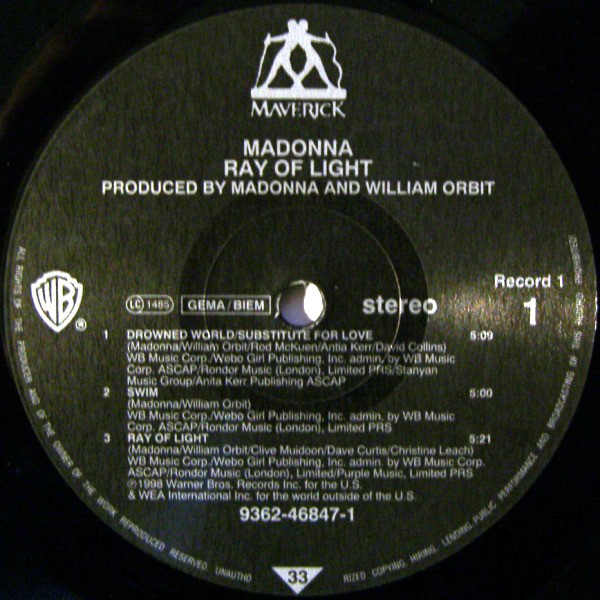 MAVERICK
MADONNA
RAY OF LIGHT
PRODUCED BY MADONNA AND WILLIAM ORBIT
Record 1
WB ®
LC 1485 GEMA/BIEM stereo 1
1 DROWNED WORLD/SUBSTITUTE FOR LOVE 5:09
(Madonna/William Orbit/Rod McKuen/Antia Kerr/David Collins)
WB Music Corp./Webo Girl Publishing, Inc. admin. by WB Music
Corp. ASCAP/Rondor Music (London), Limited PRS/Stanyan
Music Group/Anita Kerr Publishing ASCAP
2 SWIM 5:00
(Madonna/William Orbit)
WB Music Corp./Webo Girl Publishing, Inc. admin. by WB Music
Corp. ASCAP/Rondor Music (London), Limited PRS
3 RAY OF LIGHT 5:21
(Madonna/William Orbit/Clive Muldoon/Dave Curtis/Christine Leach)
WB Music Corp./Webo Girl Publishing, Inc. admin. by WB Music Corp.
ASCAP/Rondor Music (London), Limited/Purple Music, Limited PRS
℗1998 Warner Bros. Records Inc. for the U.S.
& WEA International Inc. for the world outside of the U.S.
9362-46847-1
33
ALL RIGHTS OF THE PRODUCER AND OF THE OWNER OF THE WORK REPRODUCED RESERVED. UNAUTHO
RIZED COPYING, HIRING, LENDING, PUBLIC PERFORMANCE AND BROADCASTING OF THIS RECORD PROHIBITED